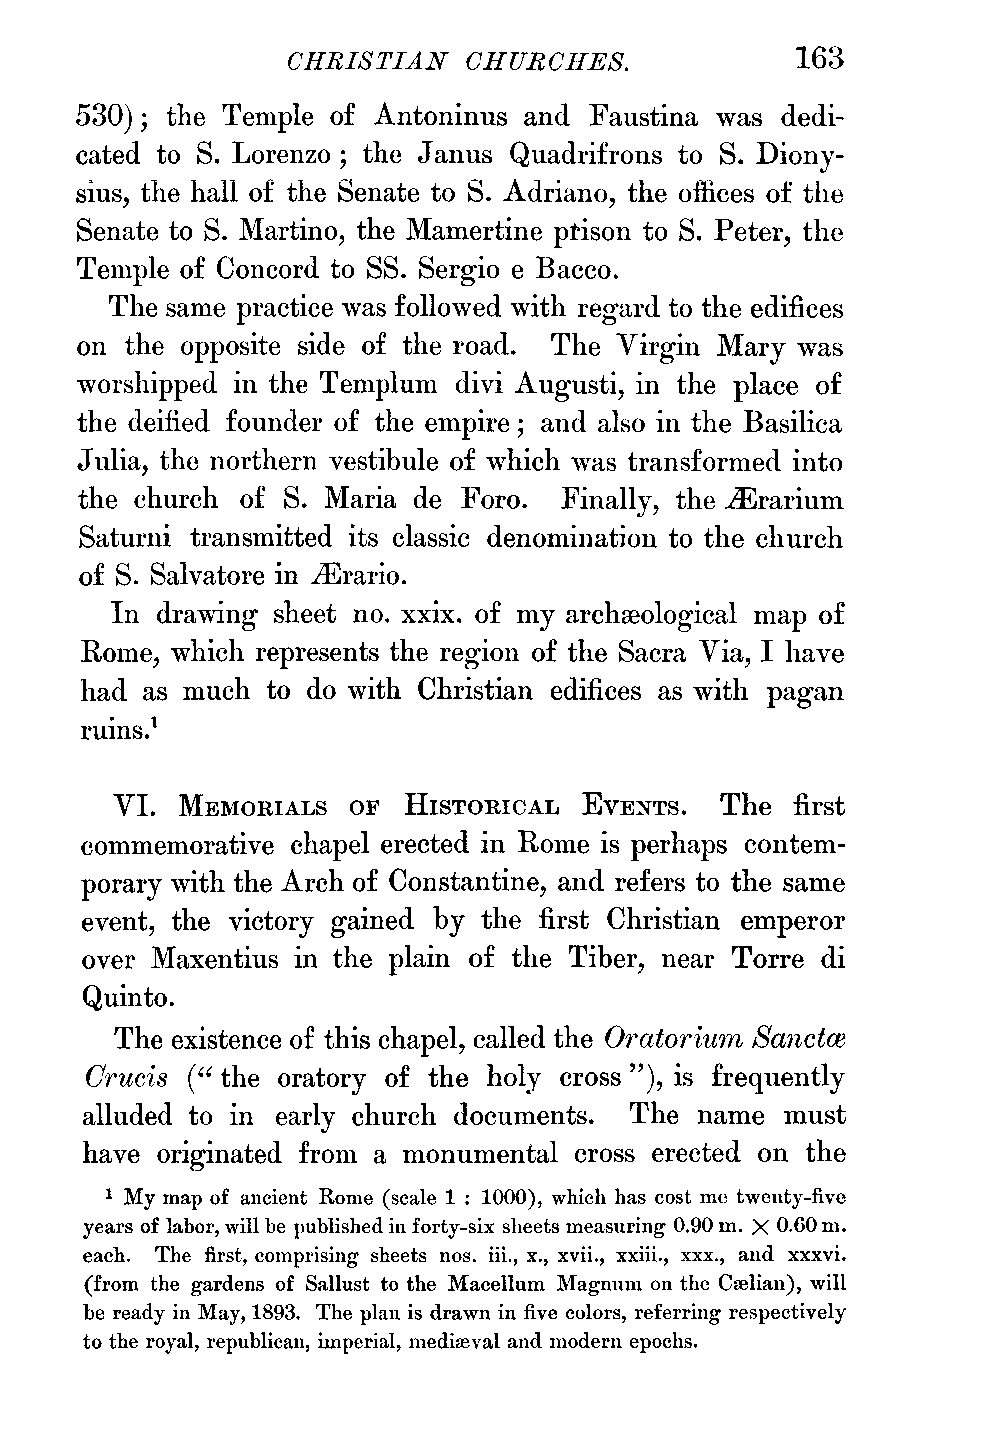 CHRISTIAN CHURCHES. 163
530); the Temple of Antoninus and Faustina was dedi-
cated to S. Lorenzo; the Janus Quadrifrons to S. Diony-
sius, the hall of the Senate to S. Adriano, the offices of the
Senate to S. Martino, the Mamertine prison to S. Peter, the
Temple of Concord to SS. Sergio e Bacco.
The same practice was followed with regard to the edifices
on the opposite side of the road. The Virgin Mary was
worshipped in the Templum divi Augusti, in the place of
the deified founder of the empire; and also in the Basilica
Julia, the northern vestibule of which was transformed into
the church of S. Maria de Foro. Finally, the Ærarium
Saturni transmitted its classic denomination to the church
of S. Salvatore in Ærario.
In drawing sheet no. xxix. of my archæological map of
Rome, which represents the region of the Sacra Via, I have
had as much to do with Christian edifices as with pagan
ruins.¹
VI. MEMORIALS OF HISTORICAL EVENTS. The first
commemorative chapel erected in Rome is perhaps contem-
porary with the Arch of Constantine, and refers to the same
event, the victory gained by the first Christian emperor
over Maxentius in the plain of the Tiber, near Torre di
Quinto.
The existence of this chapel, called the Oratorium Sanctæ
Crucis (“the oratory of the holy cross”), is frequently
alluded to in early church documents. The name must
have originated from a monumental cross erected on the
¹ My map of ancient Rome (scale 1 : 1000), which has cost me twenty-five
years of labor, will be published in forty-six sheets measuring 0.90 m. × 0.60 m.
each. The first, comprising sheets nos. iii., x., xvii., xxiii., xxx., and xxxvi.
(from the gardens of Sallust to the Macellum Magnum on the Cælian), will
be ready in May, 1893. The plan is drawn in five colors, referring respectively
to the royal, republican, imperial, mediæval and modern epochs.